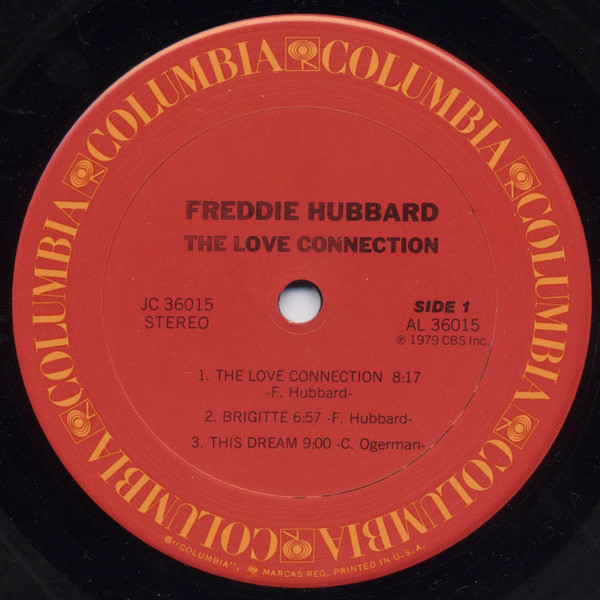 COLUMBIA COLUMBIA COLUMBIA COLUMBIA COLUMBIA COLUMBIA
FREDDIE HUBBARD
THE LOVE CONNECTION
JC 36015
STEREO
SIDE 1
AL 36015
℗ 1979 CBS Inc.
1. THE LOVE CONNECTION 8:17
-F. Hubbard-
2. BRIGITTE 6:57 -F. Hubbard-
3. THIS DREAM 9:00 -C. Ogerman-
©"COLUMBIA", MARCAS REG. PRINTED IN U.S.A.